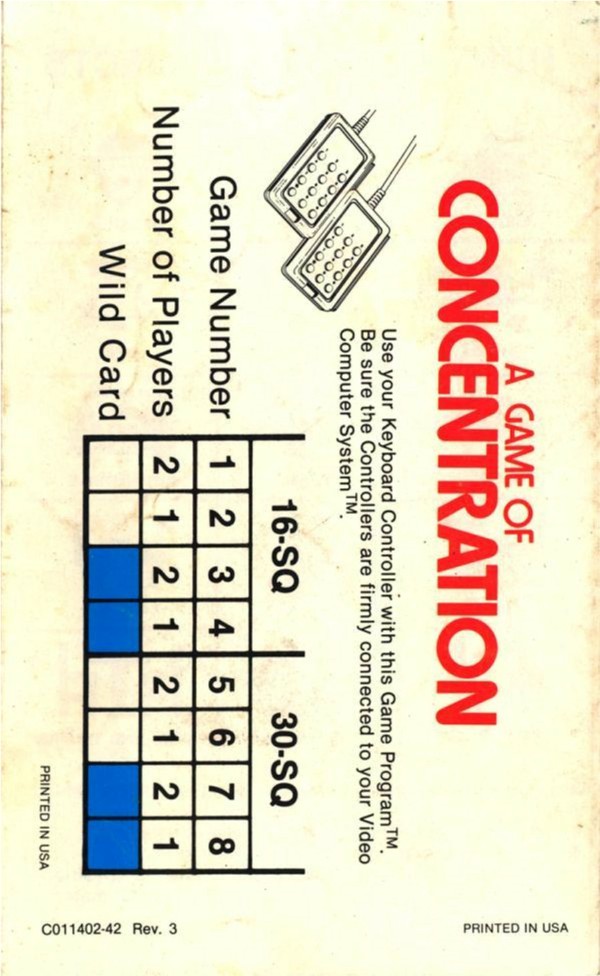 A GAME OF
CONCENTRATION
Use your Keyboard Controller with this Game Program™.
Be sure the Controllers are firmly connected to your Video
Computer System™.
16-SQ 30-SQ
Game Number 1 2 3 4 5 6 7 8
Number of Players 2 1 2 1 2 1 2 1
Wild Card
PRINTED IN USA
C011402-42 Rev. 3
PRINTED IN USA